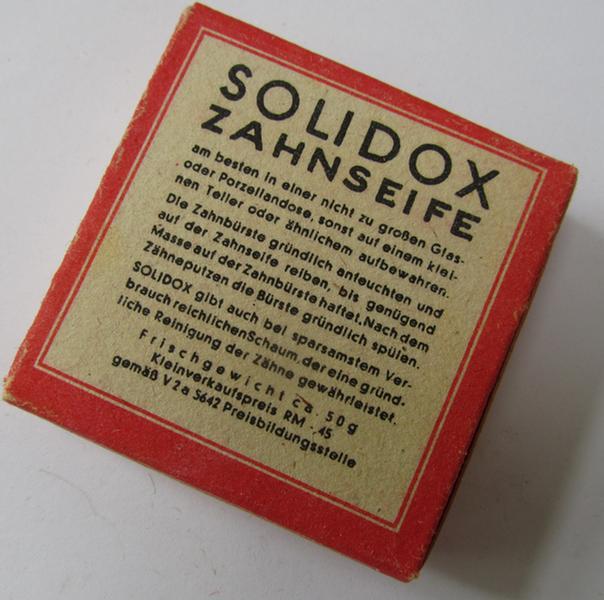 SOLIDOX
ZAHNSEIFE
am besten in einer nicht zu großen Glas-
oder Porzellandose, sonst auf einem klei-
nen Teller oder ähnlichem aufbewahren.
Die Zahnbürste gründlich anfeuchten und
auf der Zahnseife reiben, bis genügend
Masse auf der Zahnbürste haftet. Nach dem
Zähneputzen die Bürste gründlich spülen.
SOLIDOX gibt auch bei sparsamstem Ver-
brauch reichlichen Schaum, der eine gründ-
liche Reinigung der Zähne gewährleistet.
Frischgewicht ca. 50g
Kleinverkaufspreis RM -.45
gemäß V 2a 5642 Preisbildungsstelle